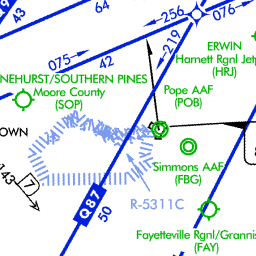 43
64
256
076
219
ERWIN
Harnett Rgnl Jetp
(HRJ)
075
42
NEHURST/SOUTHERN PINES
Moore County
(SOP)
Pope AAF
(POB)
OWN
Simmons AAF
(FBG)
143
7
R-5311C
Q87
50
Fayetteville Rgnl/Grannis
(FAY)